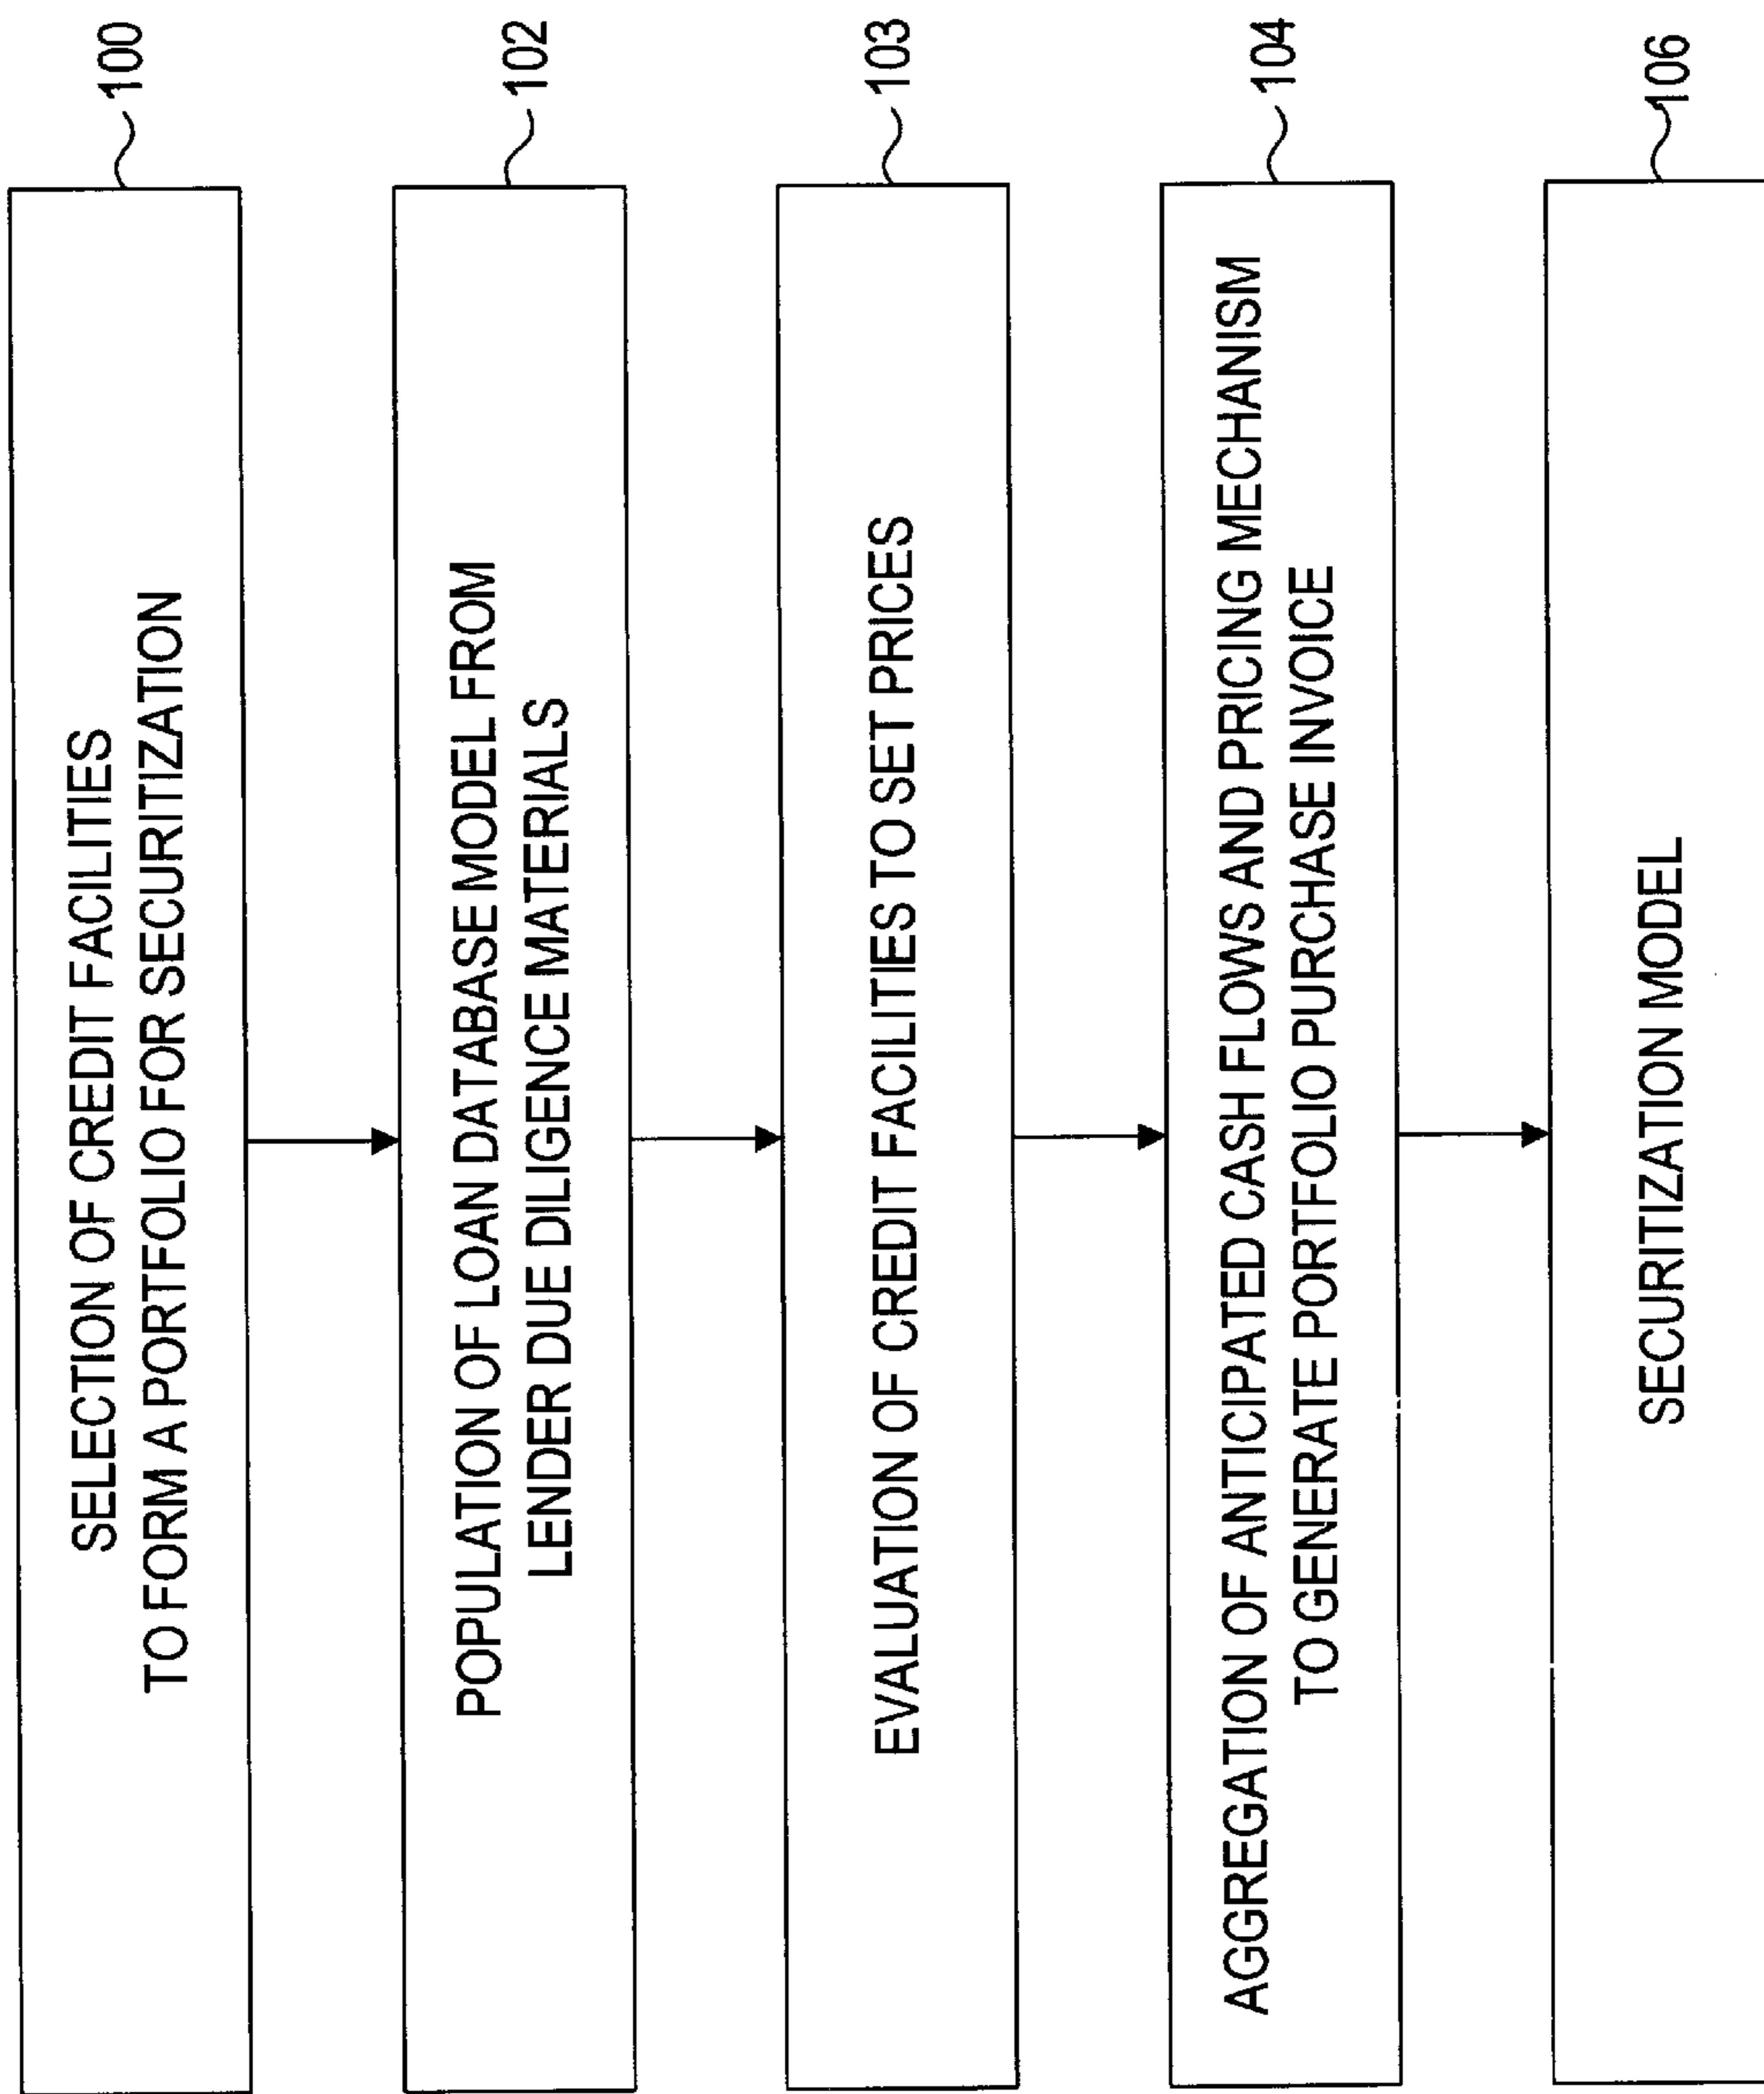 SELECTION OF CREDIT FACILITIES
TO FORM A PORTFOLIO FOR SECURITIZATION
100
POPULATION OF LOAN DATABASE MODEL FROM
LENDER DUE DILIGENCE MATERIALS
102
EVALUATION OF CREDIT FACILITIES TO SET PRICES
103
AGGREGATION OF ANTICIPATED CASH FLOWS AND PRICING MECHANISM
TO GENERATE PORTFOLIO PURCHASE INVOICE
104
SECURITIZATION MODEL
106